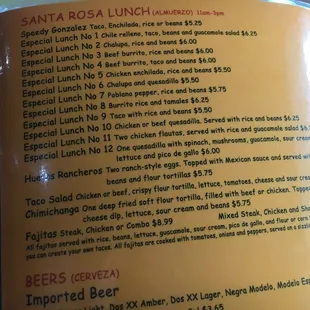 SANTA ROSA LUNCH (ALMUERZO) 11am-3pm
Speedy Gonzalez Taco, Enchilada, rice or beans $5.25
Especial Lunch No 1 Chile relleno, taco, beans, and guacamole salad $6.25
Especial Lunch No 2 Chalupa, rice and beans $6.00
Especial Lunch No 3 Beef burrito, rice, and taco $6.00
Especial Lunch No 4 Beef burrito, rice and beans $6.50
Especial Lunch No 5 Chicken enchilada, rice and beans $5.50
Especial Lunch No 6 Chalupa and quesadilla $5.50
Especial Lunch No 7 Poblano pepper, rice and beans $5.75
Especial Lunch No 8 Burrito rice and tamales $6.25
Especial Lunch No 9 Taco with rice and beans $5.50
Especial Lunch No 10 Chicken or beef quesadilla. Served with rice and beans $6.25
Especial Lunch No 11 Two chicken flautas, served with rice and guacamole salad $6.
Especial Lunch No 12 One quesadilla with spinach, mushrooms, guacamole, sour cream
lettuce and pico de gallo $6.00
Huevos Rancheros Two ranch-style eggs. Topped with Mexican sauce and served with
beans and flour tortillas $5.75
Taco Salad Chicken or beef, crispy flour tortilla, lettuce, tomatoes, cheese and sour
Chimichanga One deep fried soft flour tortilla, filled with beef or chicken. Topped
cheese dip, lettuce, sour cream and beans $5.75
Fajitas Steak, Chicken or Combo $8.99 Mixed Steak, Chicken and
All fajitas served with rice, beans, lettuce, guacamole, sour cream, pico de gallo, and flour or corn
you can create your own tacos. All fajitas are cooked with tomatoes, onions and peppers, served on a
BEERS (CERVEZA)
Imported Beer
Light, Dos XX Amber, Dos XX Lager, Negra Modelo, Modelo
3.65